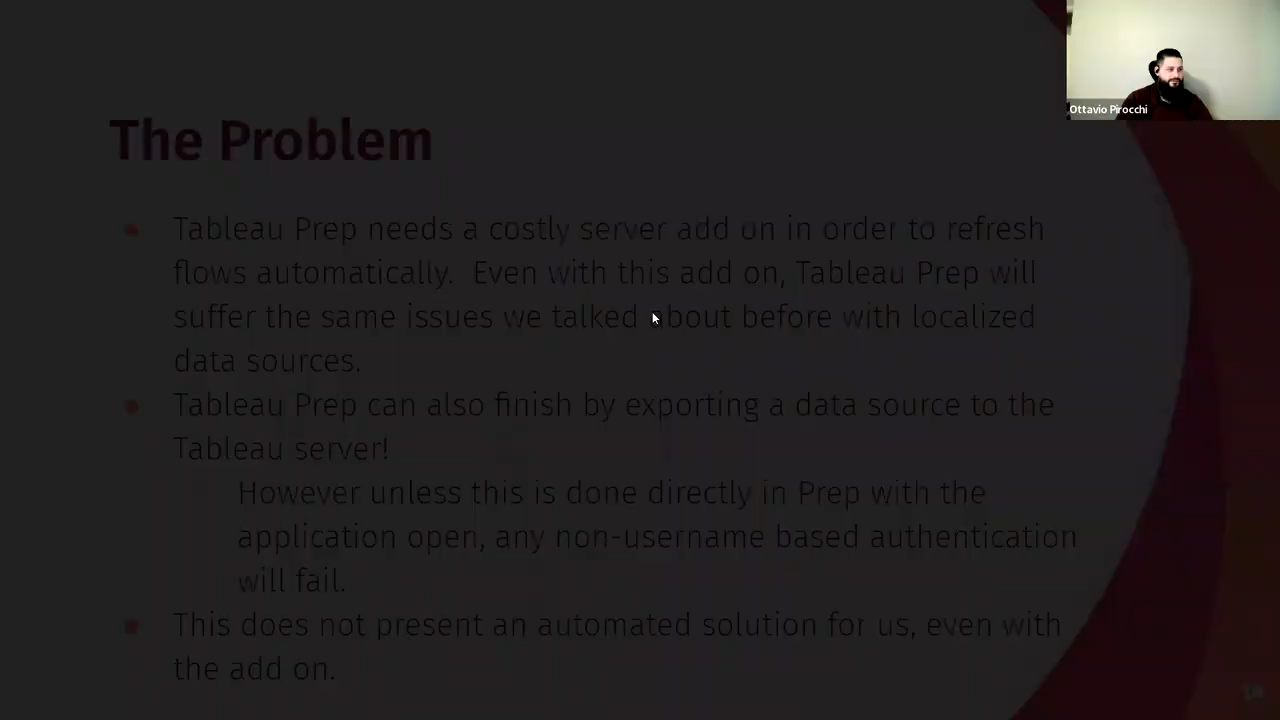 Ottavio Pirocchi
The Problem
Tableau Prep needs a costly server add on in order to refresh
flows automatically.  Even with this add on, Tableau Prep will
suffer the same issues we talked about before with localized
data sources.
Tableau Prep can also finish by exporting a data source to the
Tableau server!
However unless this is done directly in Prep with the
application open, any non-username based authentication
will fail.
This does not present an automated solution for us, even with
the add on.